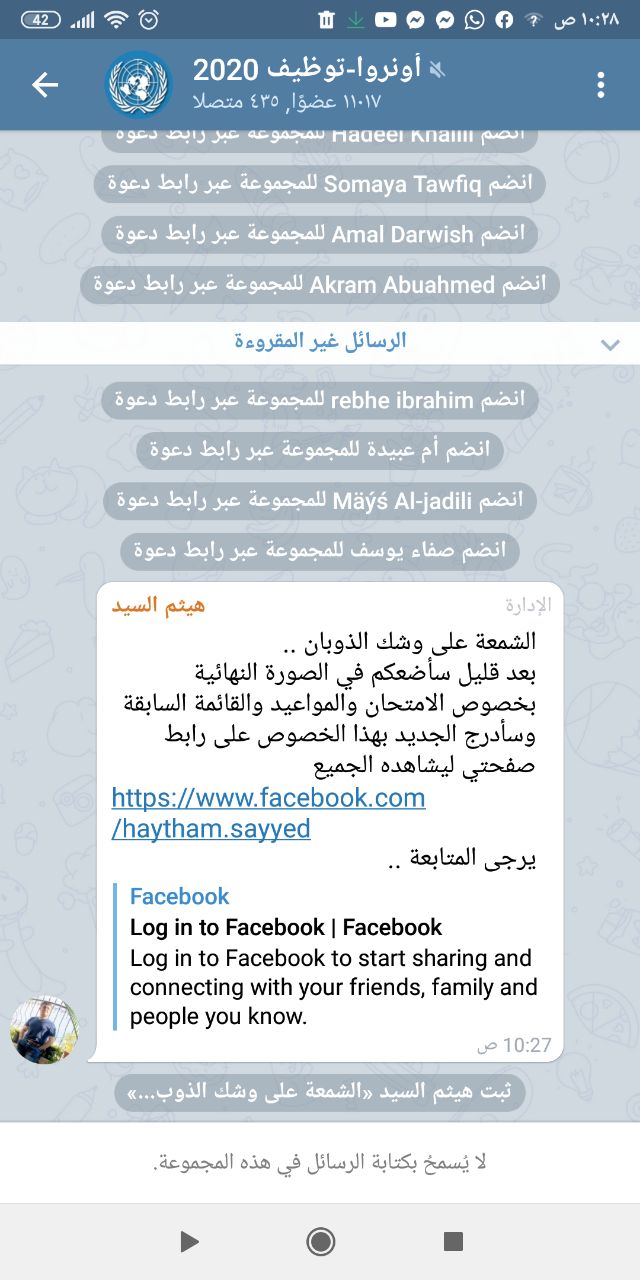 42
١٠:٢٨ ص
أونروا-توظيف 2020
١١٠١٧ عضوًا, ٤٣٥ متصلا
انضم Hadeel Khalil للمجموعة عبر رابط دعوة
انضم Somaya Tawfiq للمجموعة عبر رابط دعوة
انضم Amal Darwish للمجموعة عبر رابط دعوة
انضم Akram Abuahmed للمجموعة عبر رابط دعوة
الرسائل غير المقروءة
انضم rebhe ibrahim للمجموعة عبر رابط دعوة
انضم أم عبيدة للمجموعة عبر رابط دعوة
انضم Mäýś Al-jadili للمجموعة عبر رابط دعوة
انضم صفاء يوسف للمجموعة عبر رابط دعوة
هيثم السيد
الإدارة
الشمعة على وشك الذوبان ..
بعد قليل سأضعكم في الصورة النهائية
بخصوص الامتحان والمواعيد والقائمة السابقة
وسأدرج الجديد بهذا الخصوص على رابط
صفحتي ليشاهده الجميع
https://www.facebook.com
/haytham.sayyed
يرجى المتابعة ..
Facebook
Log in to Facebook | Facebook
Log in to Facebook to start sharing and
connecting with your friends, family and
people you know.
10:27 ص
ثبت هيثم السيد «الشمعة على وشك الذوب...»
لا يُسمحُ بكتابة الرسائل في هذه المجموعة.